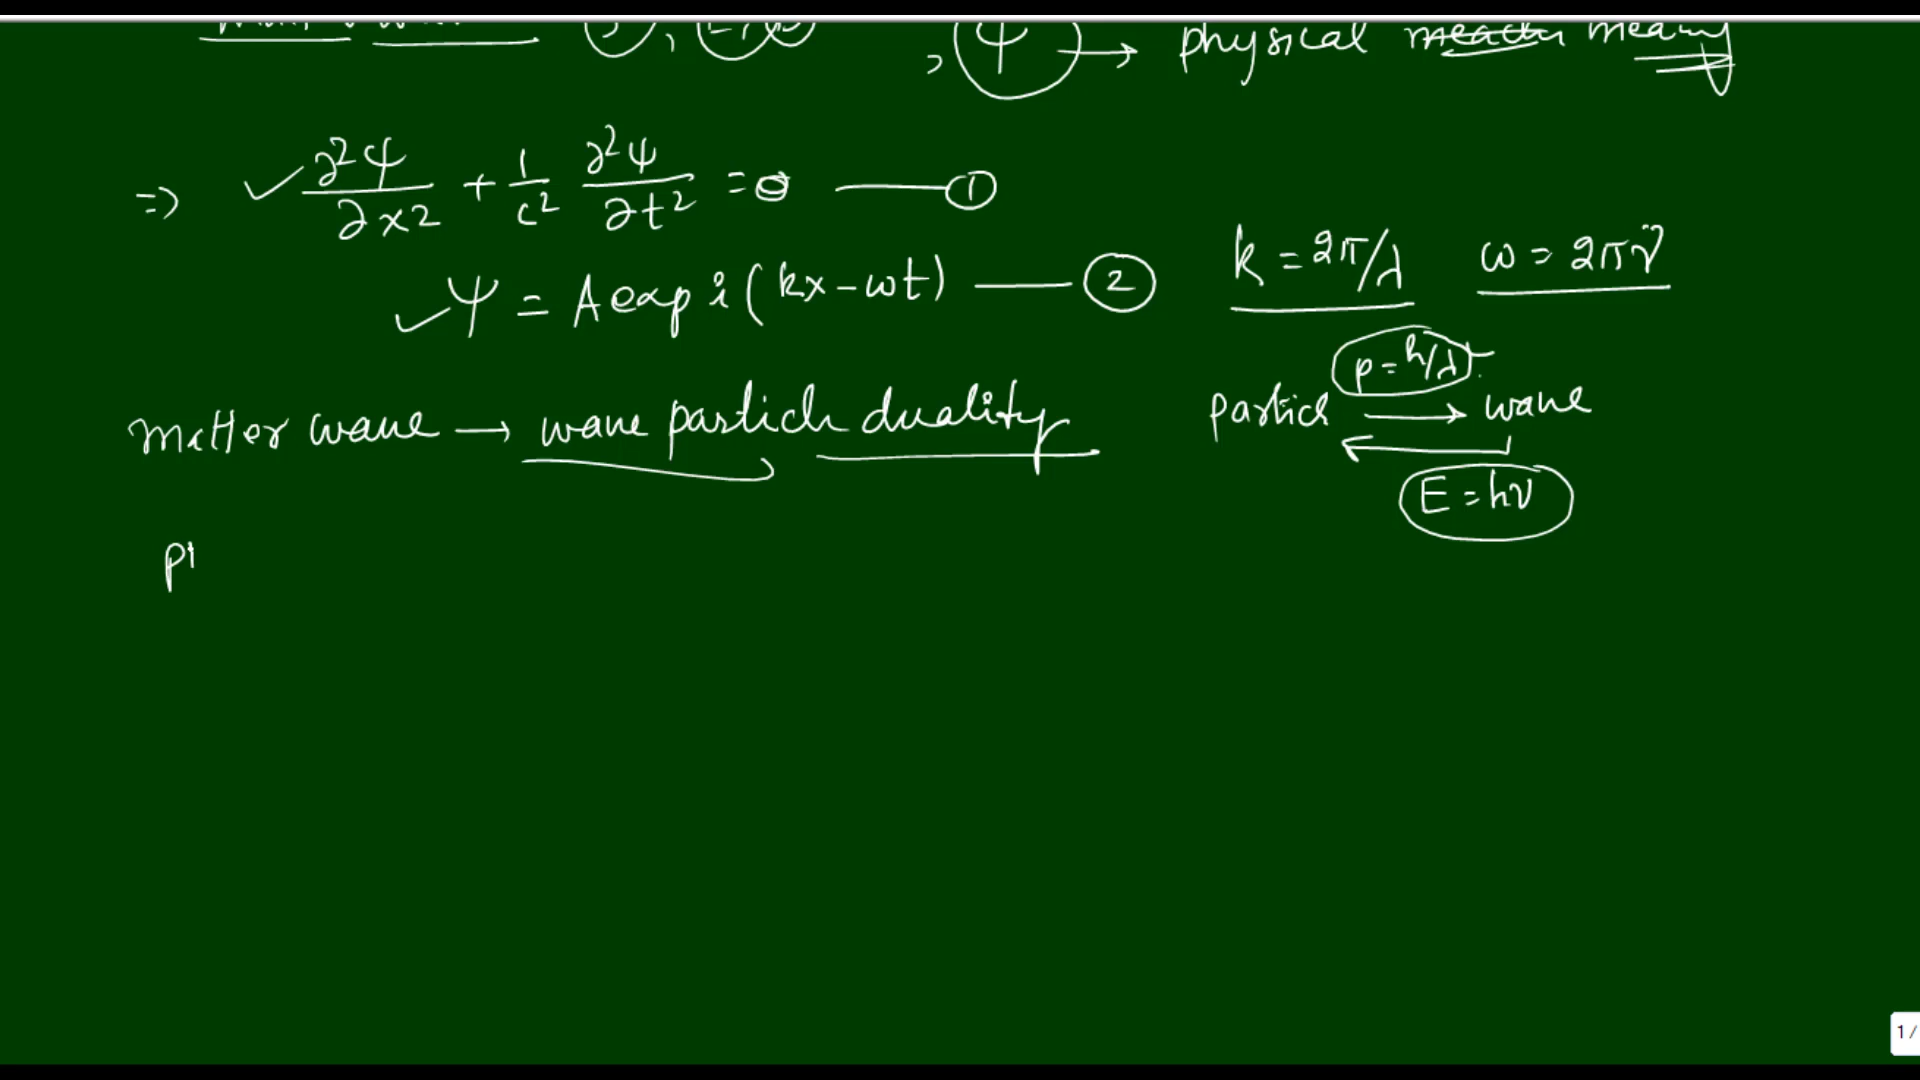 , ψ → physical meaning
⇒ ✓ ∂²ψ/∂x2 + 1/c² ∂²ψ/∂t² = 0 —— ①
✓ ψ = A exp i (kx - ωt) —— ②
k = 2π/λ ω = 2πν
p = h/λ
Matter wave → wave particle duality
particle → wave
←
E = hν
1 /